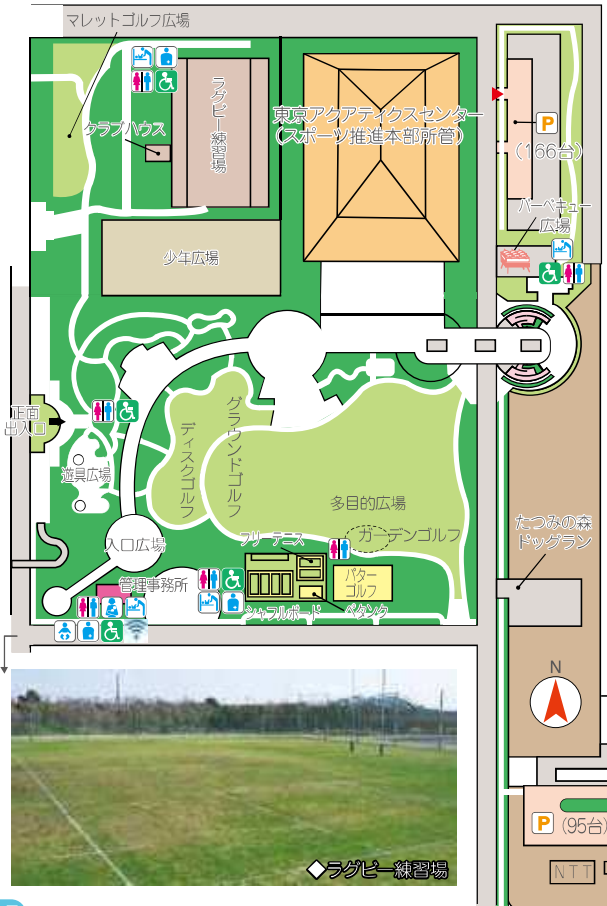 マレットゴルフ広場
クラブハウス
ラグビー練習場
東京アクアティクスセンター
(スポーツ推進本部所管)
P
(166台)
バーベキュー
広場
少年広場
正面
出入口
遊具広場
グラウンドゴルフ
ディスクゴルフ
多目的広場
ガーデンゴルフ
フリーテニス
入口広場
管理事務所
パター
ゴルフ
シャフルボード
ペタンク
たつみの森
ドッグラン
N
P
(95台)
NTT
◆ラグビー練習場